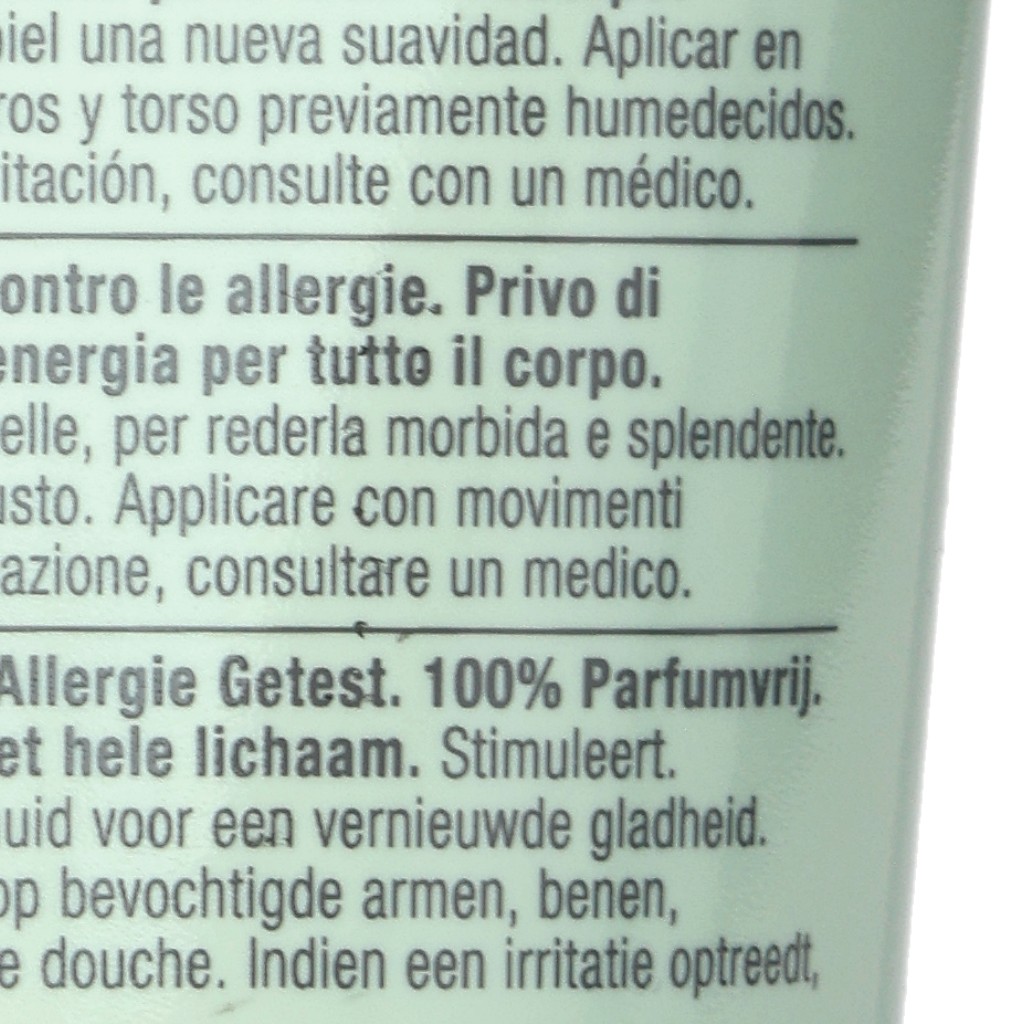 piel una nueva suavidad. Aplicar en
ros y torso previamente humedecidos.
itación, consulte con un médico.
ontro le allergie. Privo di
energia per tutto il corpo.
elle, per rederla morbida e splendente.
usto. Applicare con movimenti
azione, consultare un medico.
Allergie Getest. 100% Parfumvrij.
et hele lichaam. Stimuleert.
uid voor een vernieuwde gladheid.
op bevochtigde armen, benen,
e douche. Indien een irritatie optreedt,